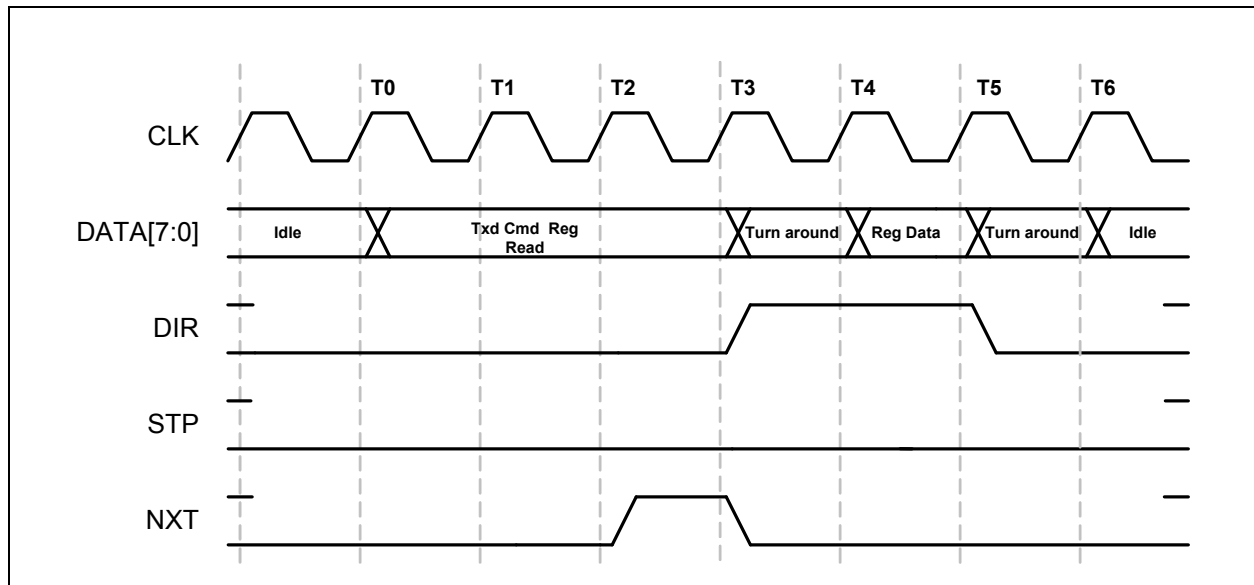 T0 T1 T2 T3 T4 T5 T6
CLK
DATA[7:0] Idle Txd Cmd Reg Turn around Reg Data Turn around Idle
Read
DIR
STP
NXT